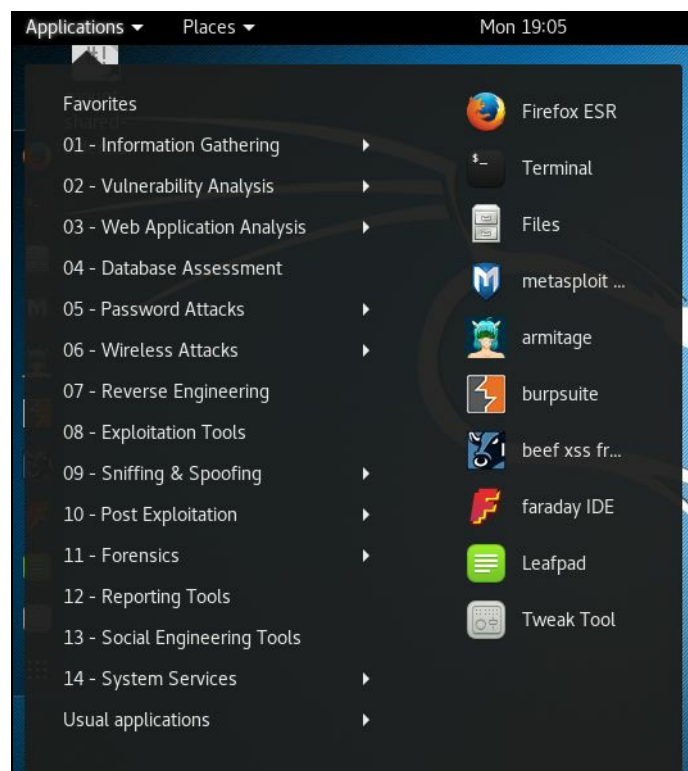 Applications Places Mon 19:05
Favorites
01 - Information Gathering
02 - Vulnerability Analysis
03 - Web Application Analysis
04 - Database Assessment
05 - Password Attacks
06 - Wireless Attacks
07 - Reverse Engineering
08 - Exploitation Tools
09 - Sniffing & Spoofing
10 - Post Exploitation
11 - Forensics
12 - Reporting Tools
13 - Social Engineering Tools
14 - System Services
Usual applications
Firefox ESR
$_
Terminal
Files
M
metasploit ...
armitage
burpsuite
beef xss fr...
faraday IDE
Leafpad
Tweak Tool